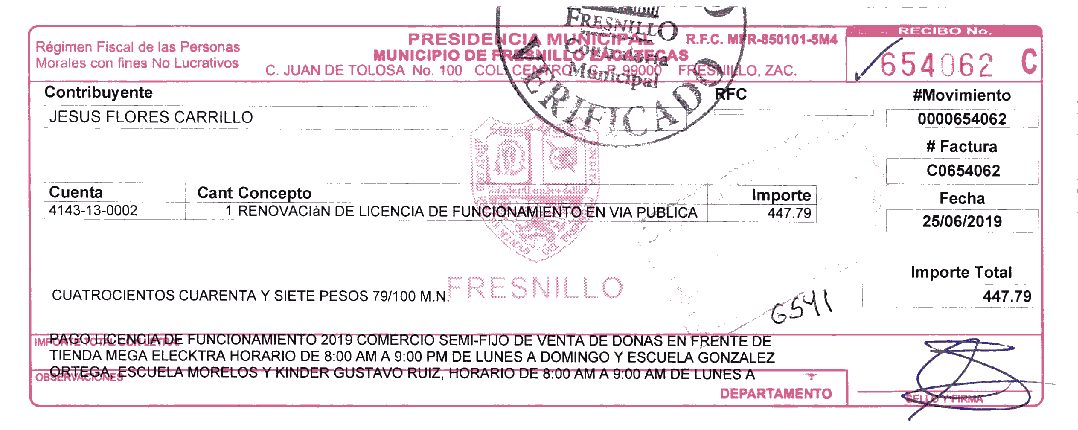 PRESIDENCIA MUNICIPAL
R.F.C. MFR-850101-5M4
RECIBO No.
Régimen Fiscal de las Personas
Morales con fines No Lucrativos
MUNICIPIO DE FRESNILLO ZACATECAS
C. JUAN DE TOLOSA No. 100 COL. CENTRO C.P. 99000 FRESNILLO, ZAC.
654062 C
FRESNILLO
Contraloria
Municipal
VERIFICADO
Contribuyente
RFC
#Movimiento
JESUS FLORES CARRILLO
0000654062
# Factura
C0654062
Cuenta Cant Concepto Importe
Fecha
4143-13-0002 1 RENOVACIáN DE LICENCIA DE FUNCIONAMIENTO EN VIA PUBLICA 447.79
25/06/2019
Importe Total
447.79
FRESNILLO
CUATROCIENTOS CUARENTA Y SIETE PESOS 79/100 M.N.
6541
PAGO LICENCIA DE FUNCIONAMIENTO 2019 COMERCIO SEMI-FIJO DE VENTA DE DONAS EN FRENTE DE
IMPORTE TOTAL CON LETRA
TIENDA MEGA ELECKTRA HORARIO DE 8:00 AM A 9:00 PM DE LUNES A DOMINGO Y ESCUELA GONZALEZ
ORTEGA, ESCUELA MORELOS Y KINDER GUSTAVO RUIZ, HORARIO DE 8:00 AM A 9:00 AM DE LUNES A
OBSERVACIONES
DEPARTAMENTO
SELLO Y FIRMA